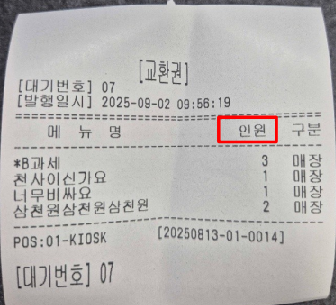 [교환권]
[대기번호] 07
[발행일시] 2025-09-02 09:56:19
메 뉴 명 인원 구분
*B과세 3 매장
천사이신가요 1 매장
너무비싸요 1 매장
삼천원삼천원삼천원 2 매장
POS:01-KIOSK [20250813-01-0014]
[대기번호] 07